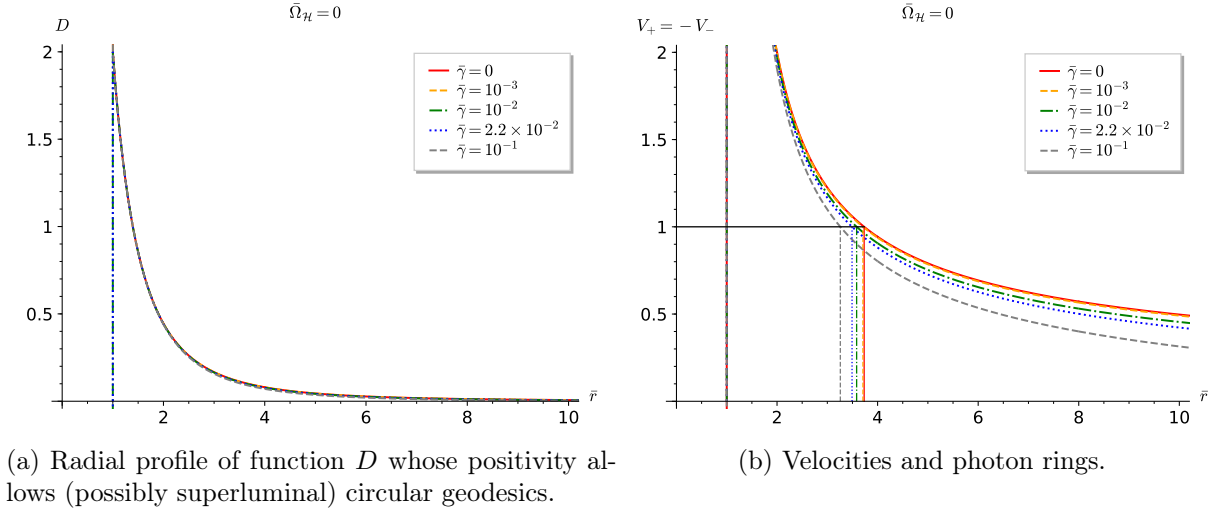 Ω̄_ℋ = 0
D
2
1.5
1
0.5
2
4
6
8
10
r̄
γ̄ = 0
γ̄ = 10⁻³
γ̄ = 10⁻²
γ̄ = 2.2 × 10⁻²
γ̄ = 10⁻¹
(a) Radial profile of function D whose positivity al-
lows (possibly superluminal) circular geodesics.
Ω̄_ℋ = 0
V₊ = − V₋
2
1.5
1
0.5
2
4
6
8
10
r̄
γ̄ = 0
γ̄ = 10⁻³
γ̄ = 10⁻²
γ̄ = 2.2 × 10⁻²
γ̄ = 10⁻¹
(b) Velocities and photon rings.